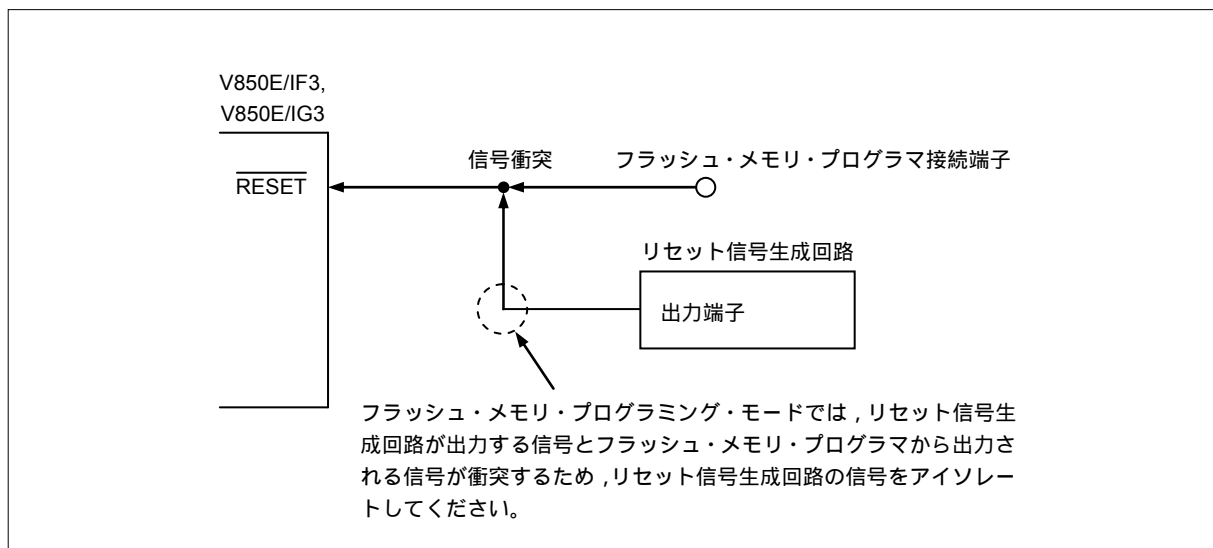 V850E/IF3,
V850E/IG3
信号衝突
フラッシュ・メモリ・プログラマ接続端子
RESET
リセット信号生成回路
出力端子
フラッシュ・メモリ・プログラミング・モードでは，リセット信号生
成回路が出力する信号とフラッシュ・メモリ・プログラマから出力さ
れる信号が衝突するため，リセット信号生成回路の信号をアイソレー
トしてください。